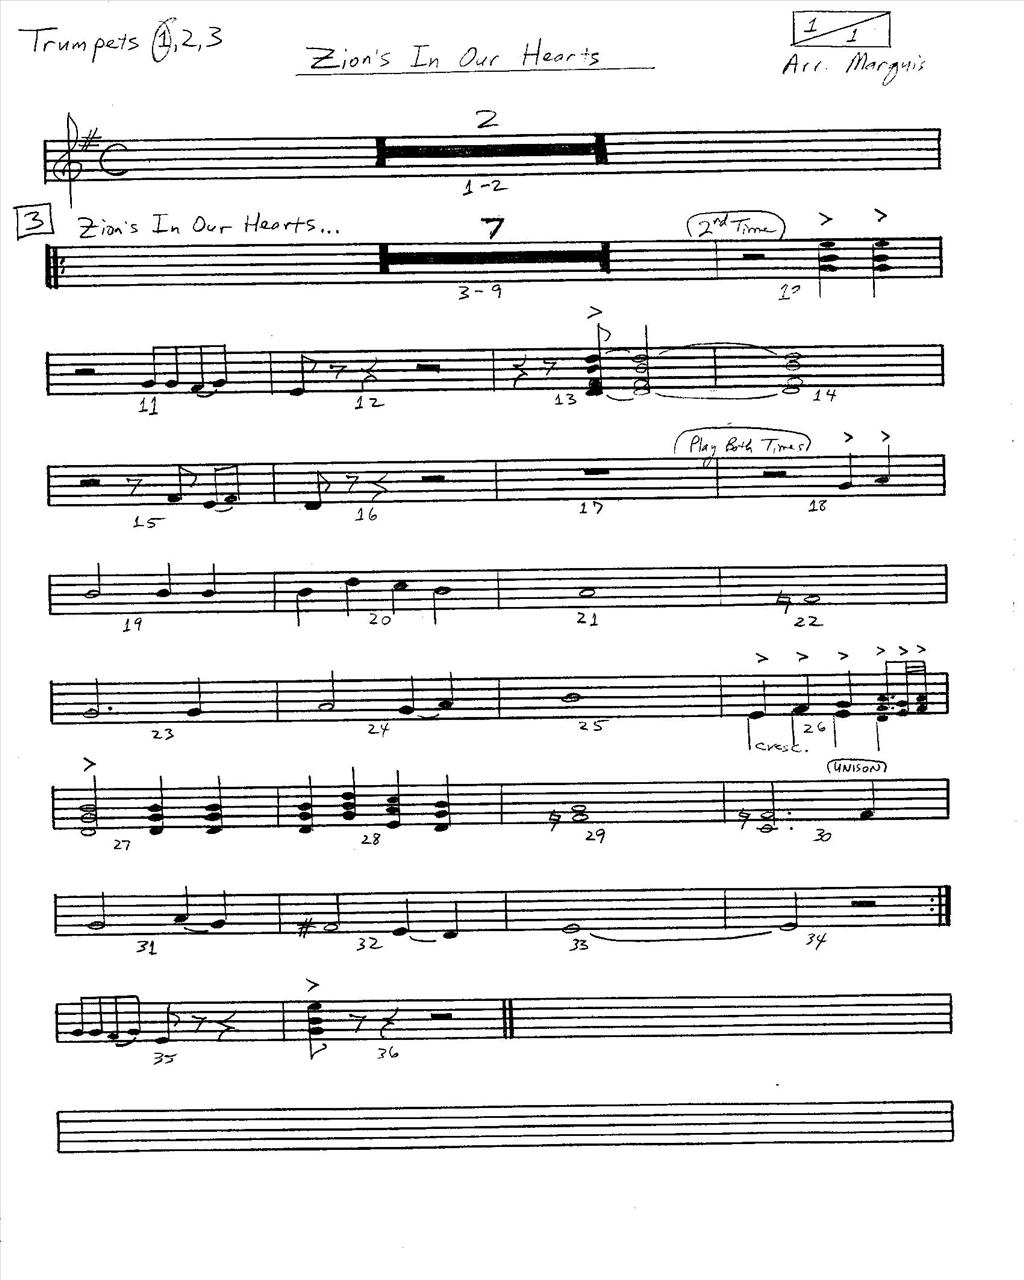 Trumpets 1, 2, 3
Zion's In Our Hearts
1/1
Arr. Marquis
2
1-2
3 Zion's In Our Hearts... 7 2nd Time
3-9 10
11 12 13 14
Play Both Times
15 16 17 18
19 20 21 22
23 24 25 26
cresc.
UNISON
27 28 29 30
31 32 33 34
35 36